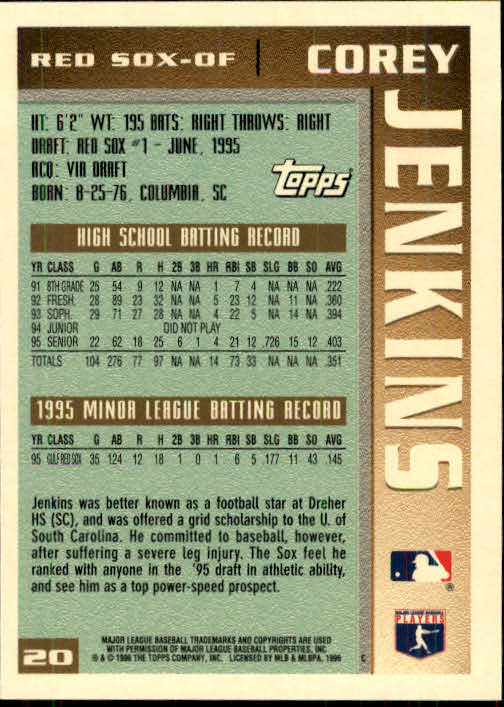 RED SOX-OF
COREY
JENKINS
HT: 6'2" WT: 195 BATS: RIGHT THROWS: RIGHT
DRAFT: RED SOX #1 - JUNE, 1995
ACQ: VIA DRAFT
BORN: 8-25-76, COLUMBIA, SC
Topps
HIGH SCHOOL BATTING RECORD
YR CLASS G AB R H 2B 3B HR RBI SB SLG BB SO AVG
91 8TH GRADE 25 54 9 12 NA NA 1 7 4 NA NA NA .222
92 FRESH. 28 89 23 32 NA NA 5 23 12 NA 11 NA .360
93 SOPH. 29 71 27 28 NA NA 4 22 5 NA 14 NA .394
94 JUNIOR DID NOT PLAY
95 SENIOR 22 62 18 25 6 1 4 21 12 .726 15 12 .403
TOTALS 104 276 77 97 NA NA 14 73 33 NA NA NA .351
1995 MINOR LEAGUE BATTING RECORD
YR CLASS G AB R H 2B 3B HR RBI SB SLG BB SO AVG
95 GULF RED SOX 35 124 12 18 1 0 1 6 5 .177 11 43 .145
Jenkins was better known as a football star at Dreher
HS (SC), and was offered a grid scholarship to the U. of
South Carolina. He committed to baseball, however,
after suffering a severe leg injury. The Sox feel he
ranked with anyone in the '95 draft in athletic ability,
and see him as a top power-speed prospect.
®
MAJOR LEAGUE BASEBALL
PLAYERS
20
MAJOR LEAGUE BASEBALL TRADEMARKS AND COPYRIGHTS ARE USED
WITH PERMISSION OF MAJOR LEAGUE BASEBALL PROPERTIES, INC
® & © 1996 THE TOPPS COMPANY, INC. LICENSED BY MLB & MLBPA, 1996
C